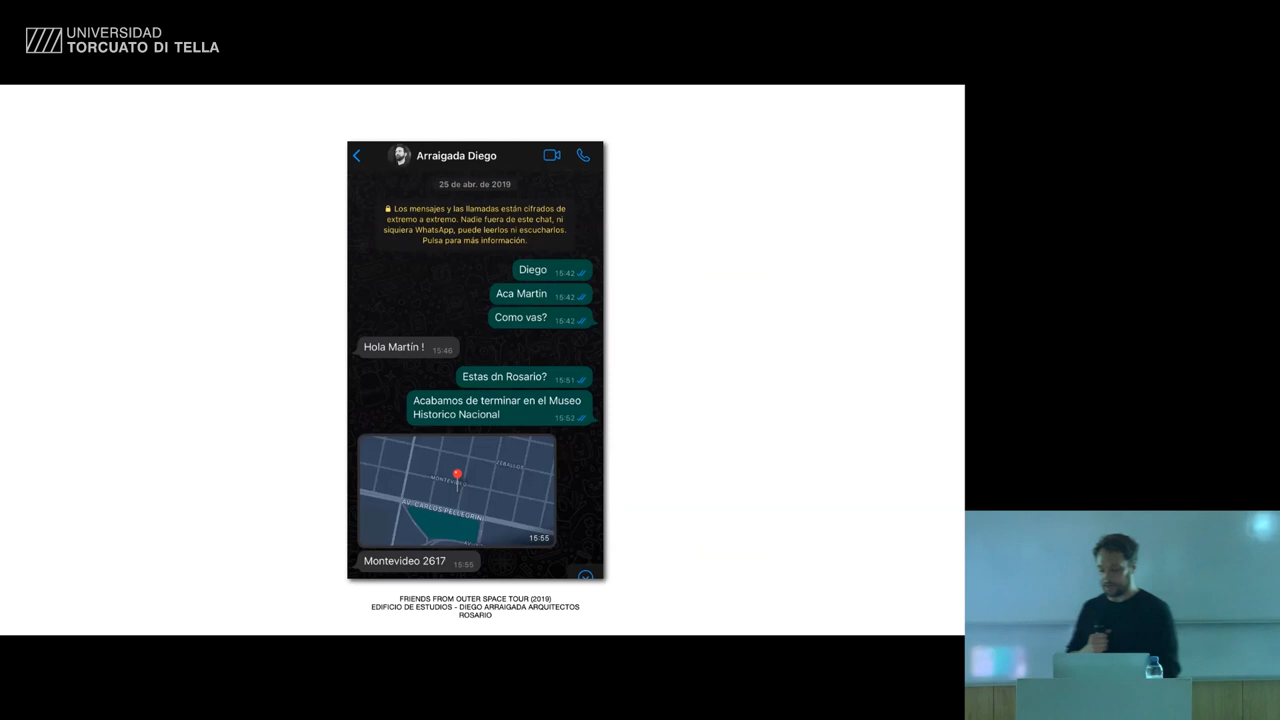 UNIVERSIDAD
TORCUATO DI TELLA
Arraigada Diego
25 de abr. de 2019
Los mensajes y las llamadas están cifrados de
extremo a extremo. Nadie fuera de este chat, ni
siquiera WhatsApp, puede leerlos ni escucharlos.
Pulsa para más información.
Diego 15:42
Aca Martin 15:42
Como vas? 15:42
Hola Martín ! 15:46
Estas dn Rosario? 15:51
Acabamos de terminar en el Museo
Historico Nacional 15:52
ZEBALLOS
MONTEVIDEO
AV. CARLOS PELLEGRINI
AV.
15:55
Montevideo 2617 15:55
FRIENDS FROM OUTER SPACE TOUR (2019)
EDIFICIO DE ESTUDIOS - DIEGO ARRAIGADA ARQUITECTOS
ROSARIO